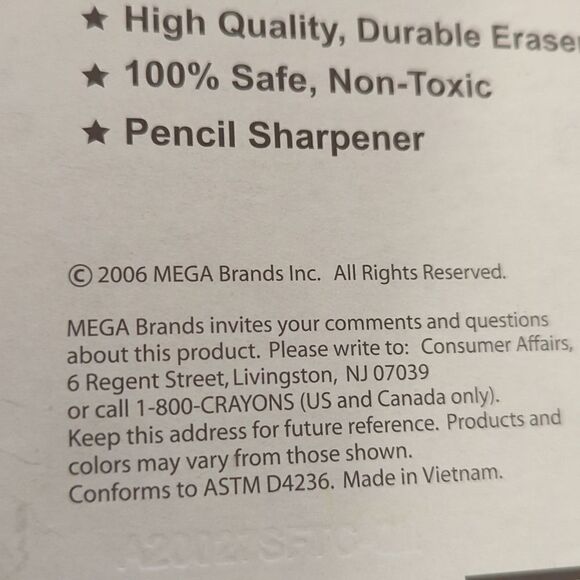 ★ High Quality, Durable Eraser
★ 100% Safe, Non-Toxic
★ Pencil Sharpener
© 2006 MEGA Brands Inc. All Rights Reserved.
MEGA Brands invites your comments and questions
about this product. Please write to: Consumer Affairs,
6 Regent Street, Livingston, NJ 07039
or call 1-800-CRAYONS (US and Canada only).
Keep this address for future reference. Products and
colors may vary from those shown.
Conforms to ASTM D4236. Made in Vietnam.